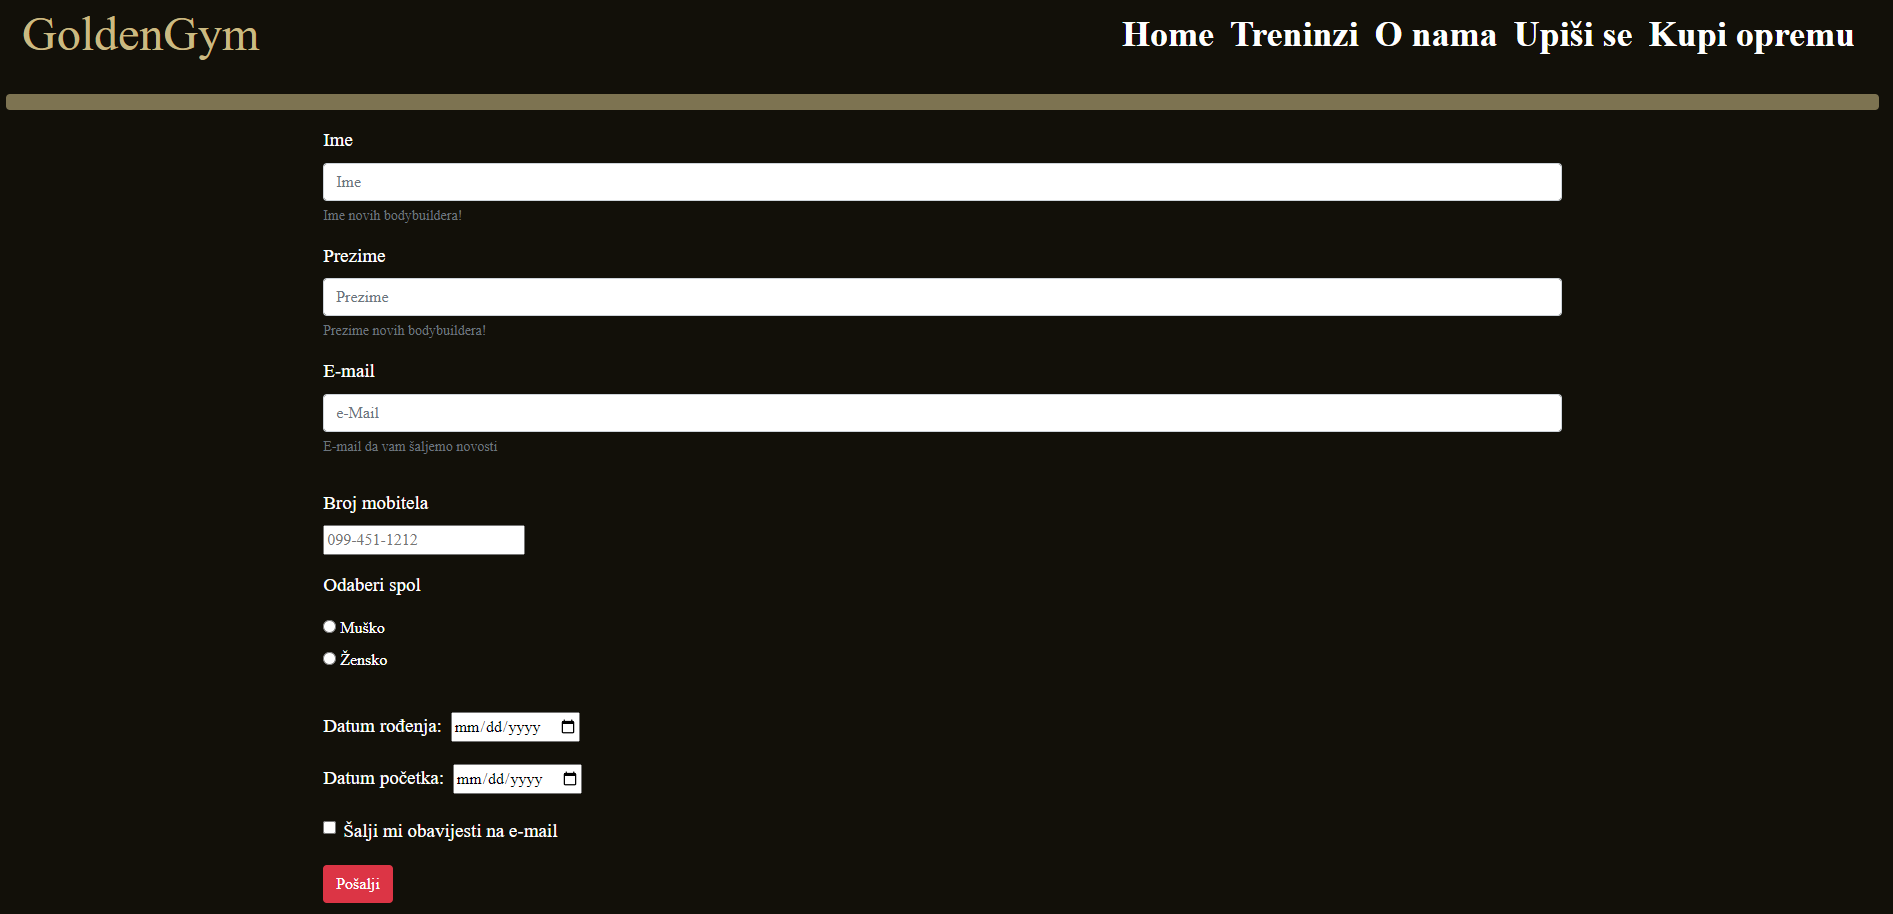 GoldenGym
Home Treninzi O nama Upiši se Kupi opremu
Ime
Ime
Ime novih bodybuildera!
Prezime
Prezime
Prezime novih bodybuildera!
E-mail
e-Mail
E-mail da vam šaljemo novosti
Broj mobitela
099-451-1212
Odaberi spol
Muško
Žensko
Datum rođenja: mm/dd/yyyy
Datum početka: mm/dd/yyyy
Šalji mi obavijesti na e-mail
Pošalji